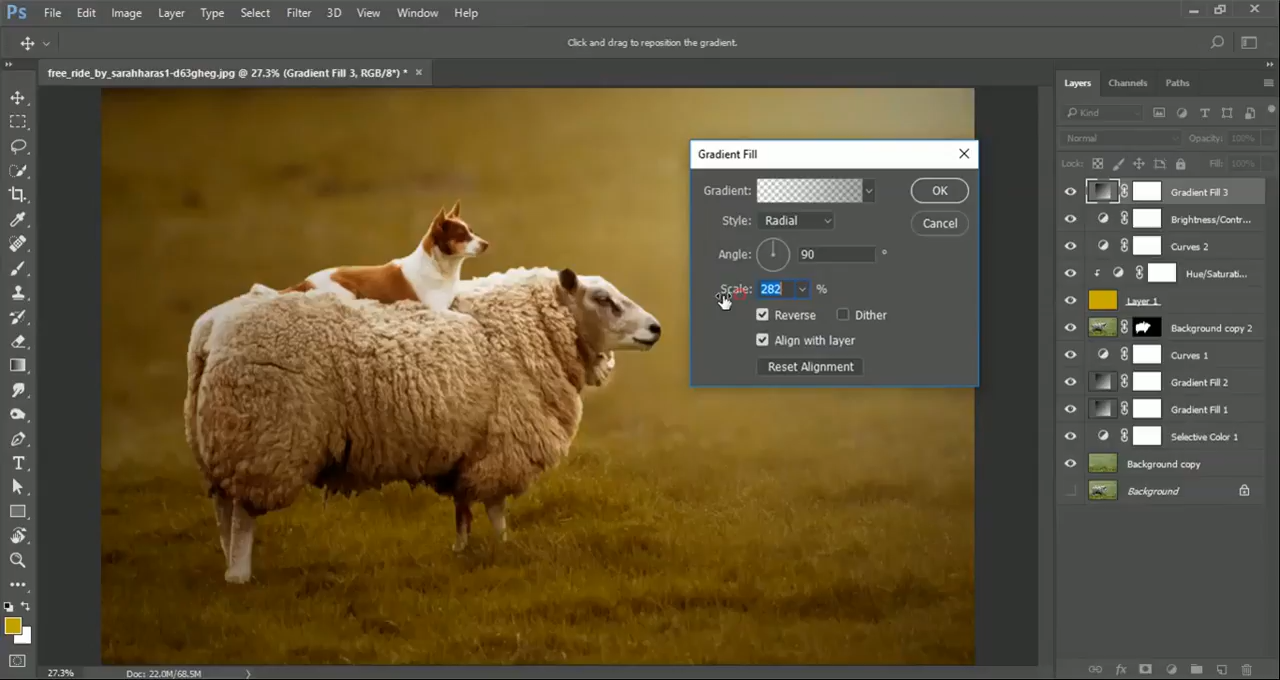 Ps File Edit Image Layer Type Select Filter 3D View Window Help
Click and drag to reposition the gradient.
free_ride_by_sarahharas1-d63gheg.jpg @ 27.3% (Gradient Fill 3, RGB/8*) * ×
Layers Channels Paths
Kind
Normal Opacity: 100%
Lock: Fill: 100%
Gradient Fill 3
Brightness/Contr...
Curves 2
Hue/Saturati...
Layer 1
Background copy 2
Curves 1
Gradient Fill 2
Gradient Fill 1
Selective Color 1
Background copy
Background
Gradient Fill
Gradient: OK
Style: Radial Cancel
Angle: 90 °
Scale: 282 %
Reverse Dither
Align with layer
Reset Alignment
27.3% Doc: 22.0M/68.5M